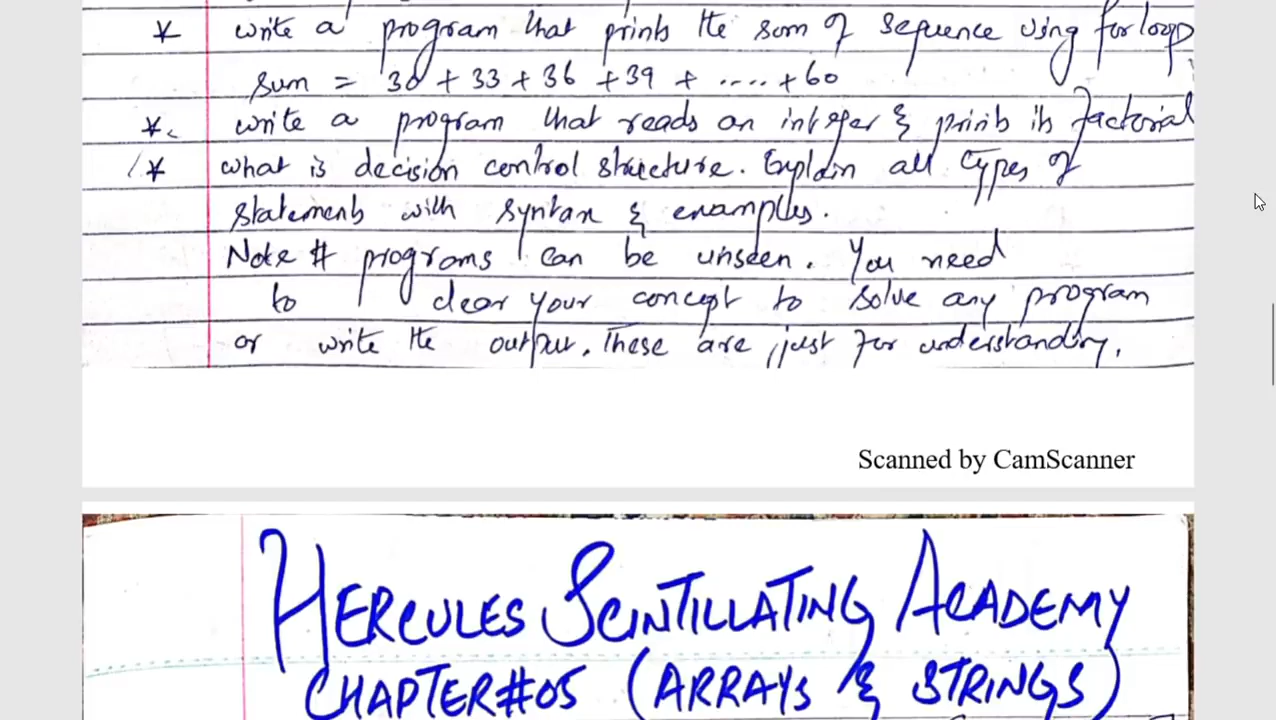 * write a program that prints the sum of sequence using for loop
sum = 30 + 33 + 36 + 39 + ..... + 60
* write a program that reads an integer & prints its factorial
* what is decision control structure. Explain all types of
statements with syntax & examples.
Note # programs can be unseen. You need
to clear your concept to solve any program
or write the output. These are just for understanding.
Scanned by CamScanner
HERCULES SCINTILLATING ACADEMY
CHAPTER#05 (ARRAYS & STRINGS)